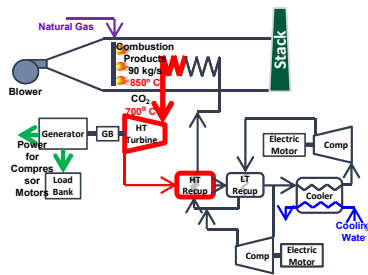 Natural Gas
Combustion
Products
90 kg/s
850° C
Stack
Blower
CO2
700° C
HT
Turbine
Generator
GB
Power
for
Compres
sor
Motors
Load
Bank
Electric
Motor
Comp
HT
Recup
LT
Recup
Cooler
Cooling
Wate
Comp
Electric
Motor